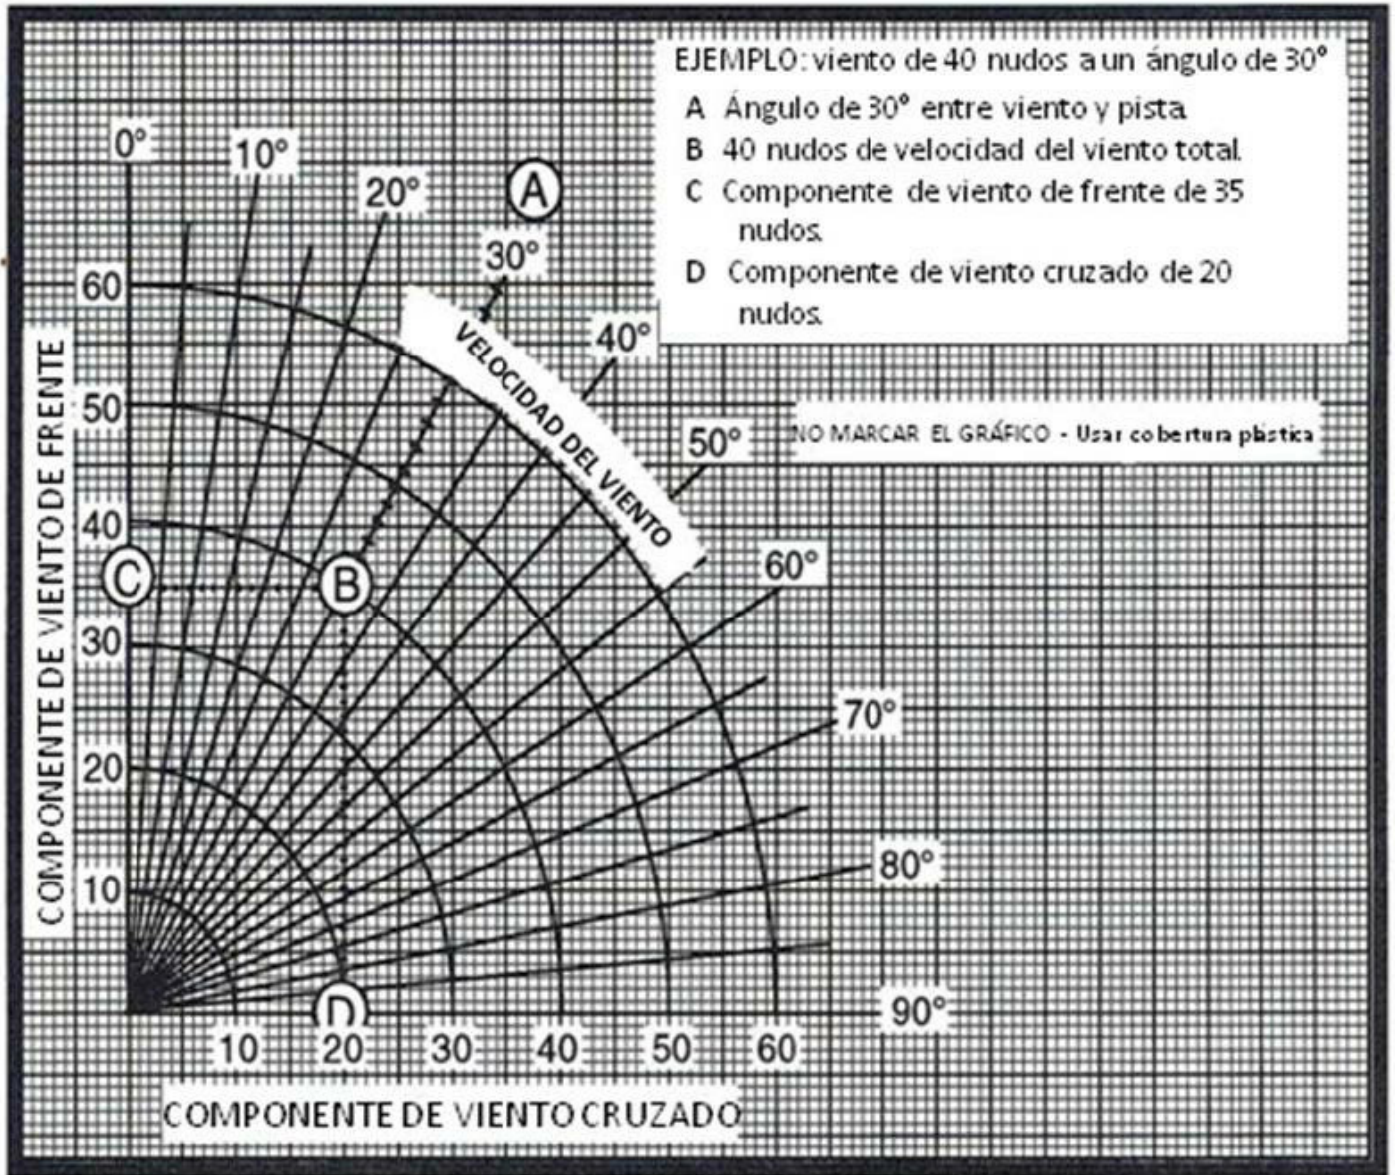 EJEMPLO: viento de 40 nudos a un ángulo de 30°
A Ángulo de 30° entre viento y pista.
B 40 nudos de velocidad del viento total.
C Componente de viento de frente de 35
nudos.
D Componente de viento cruzado de 20
nudos.
0°
10°
20°
A
30°
40°
50°
60°
70°
80°
90°
VELOCIDAD DEL VIENTO
NO MARCAR EL GRÁFICO - Usar cobertura plástica
COMPONENTE DE VIENTO DE FRENTE
60
50
40
30
20
10
C
B
D
10 20 30 40 50 60
COMPONENTE DE VIENTO CRUZADO